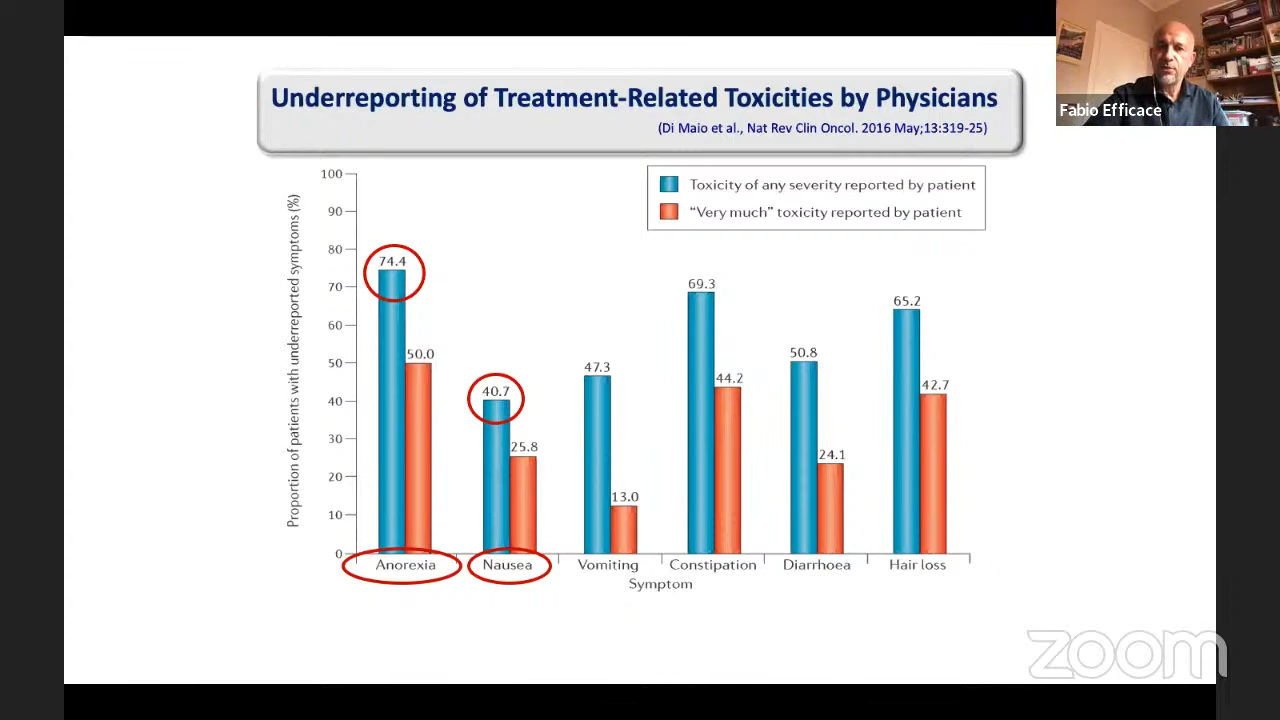 Underreporting of Treatment-Related Toxicities by Physicians
(Di Maio et al., Nat Rev Clin Oncol. 2016 May;13:319-25)
Fabio Efficace
Toxicity of any severity reported by patient
“Very much” toxicity reported by patient
Proportion of patients with underreported symptoms (%)
100
90
80
70
60
50
40
30
20
10
0
74.4
50.0
40.7
25.8
47.3
13.0
69.3
44.2
50.8
24.1
65.2
42.7
Anorexia
Nausea
Vomiting
Constipation
Diarrhoea
Hair loss
Symptom
zoom